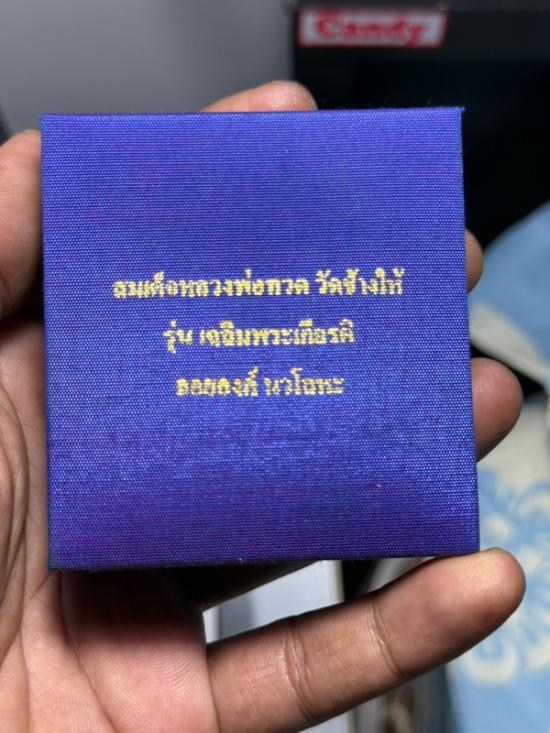 Candy
สมเด็จหลวงพ่อทวด วัดช้างให้
รุ่น เฉลิมพระเกียรติ
ลอยองค์ นวโลหะ